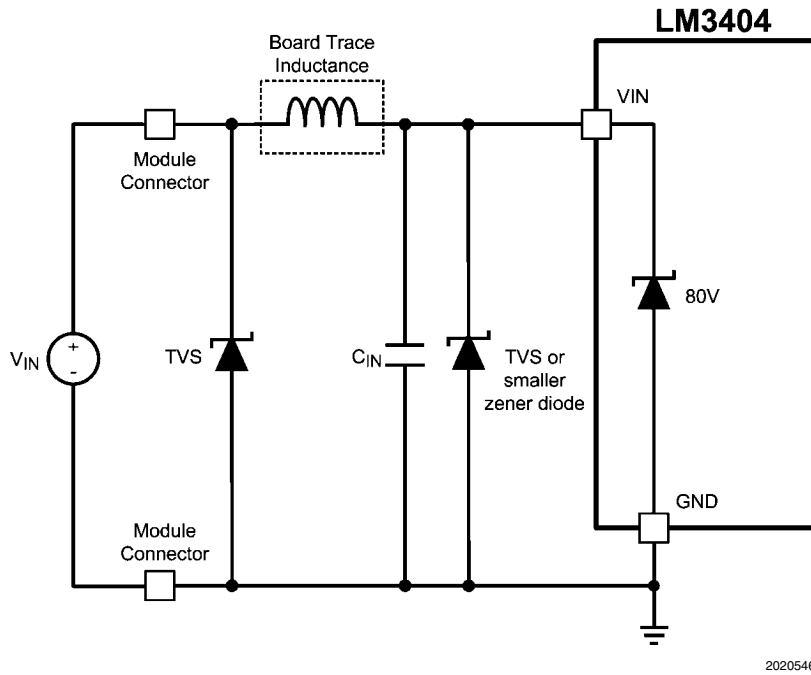 LM3404
Board Trace
Inductance
VIN
Module
Connector
80V
VIN
+
-
TVS
CIN
TVS or
smaller
zener diode
GND
Module
Connector
2020546